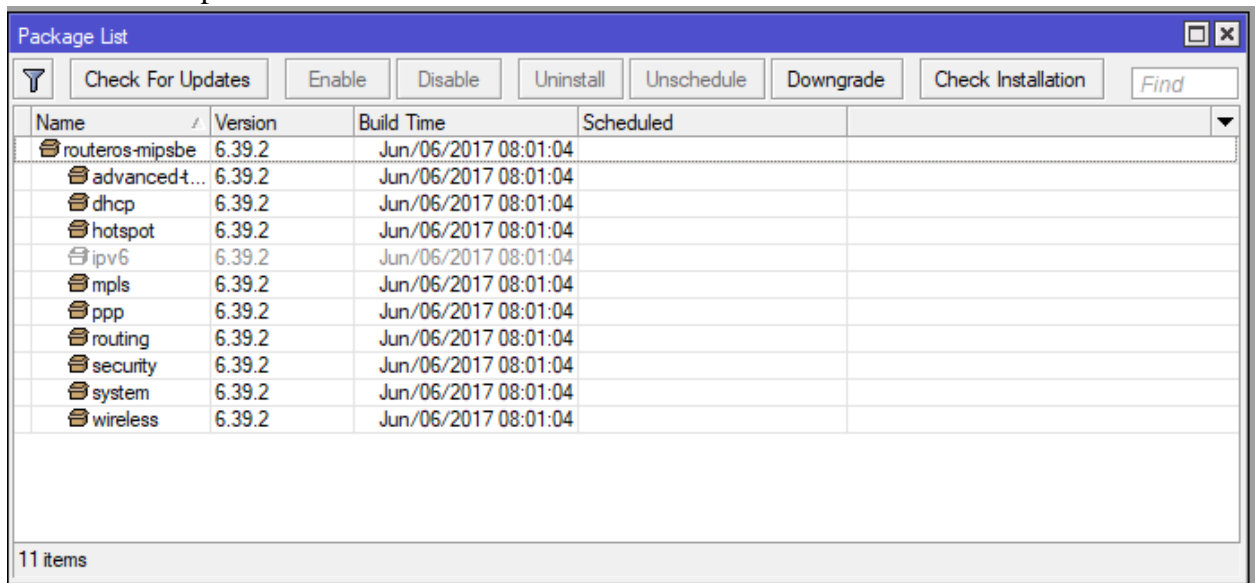 Package List
Check For Updates Enable Disable Uninstall Unschedule Downgrade Check Installation Find
Name Version Build Time Scheduled
routeros-mipsbe 6.39.2 Jun/06/2017 08:01:04
advanced-t... 6.39.2 Jun/06/2017 08:01:04
dhcp 6.39.2 Jun/06/2017 08:01:04
hotspot 6.39.2 Jun/06/2017 08:01:04
ipv6 6.39.2 Jun/06/2017 08:01:04
mpls 6.39.2 Jun/06/2017 08:01:04
ppp 6.39.2 Jun/06/2017 08:01:04
routing 6.39.2 Jun/06/2017 08:01:04
security 6.39.2 Jun/06/2017 08:01:04
system 6.39.2 Jun/06/2017 08:01:04
wireless 6.39.2 Jun/06/2017 08:01:04
11 items